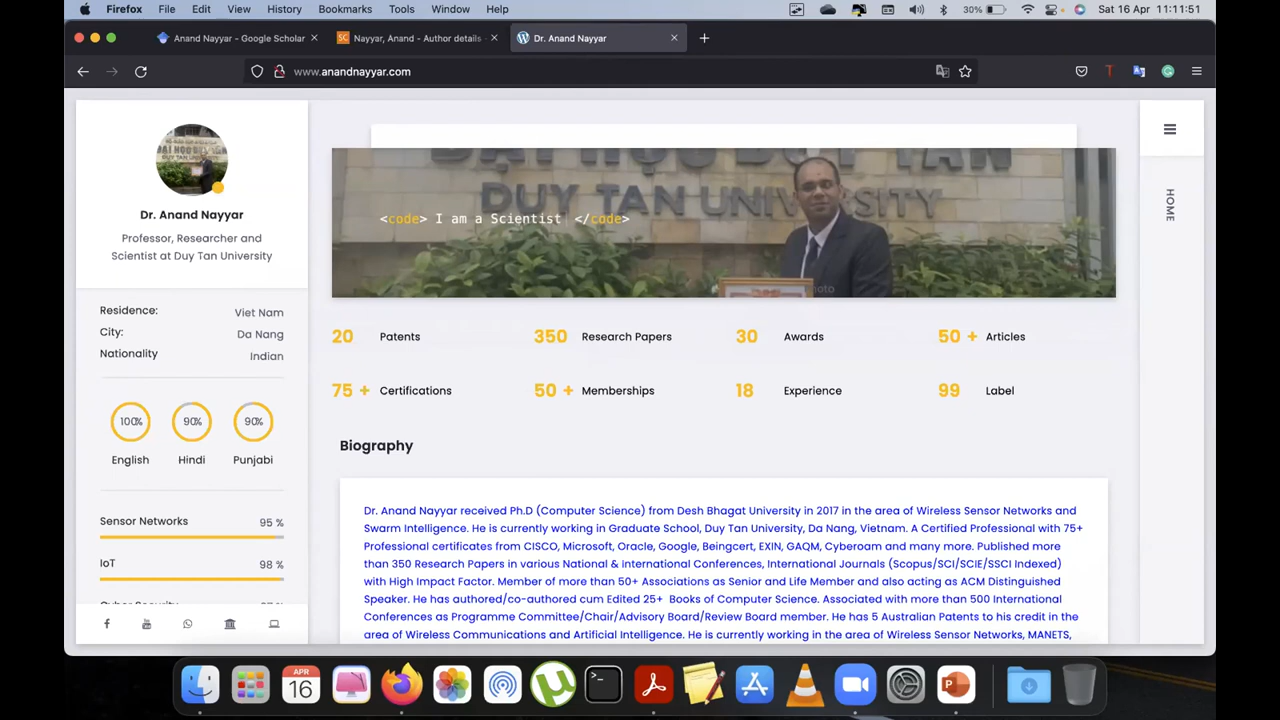 Firefox File Edit View History Bookmarks Tools Window Help 30% Sat 16 Apr 11:11:51
Anand Nayyar - Google Scholar
Nayyar, Anand - Author details
Dr. Anand Nayyar
www.anandnayyar.com
Dr. Anand Nayyar
Professor, Researcher and
Scientist at Duy Tan University
Residence: Viet Nam
City: Da Nang
Nationality Indian
100% 90% 90%
English Hindi Punjabi
Sensor Networks 95 %
IoT 98 %
ĐẠI HỌC DUY TÂN
DUY TAN UNIVERSITY
<code> I am a Scientist </code>
20 Patents
350 Research Papers
30 Awards
50 + Articles
75 + Certifications
50 + Memberships
18 Experience
99 Label
Biography
Dr. Anand Nayyar received Ph.D (Computer Science) from Desh Bhagat University in 2017 in the area of Wireless Sensor Networks and
Swarm Intelligence. He is currently working in Graduate School, Duy Tan University, Da Nang, Vietnam. A Certified Professional with 75+
Professional certificates from CISCO, Microsoft, Oracle, Google, Beingcert, EXIN, GAQM, Cyberoam and many more. Published more
than 350 Research Papers in various National & International Conferences, International Journals (Scopus/SCI/SCIE/SSCI Indexed)
with High Impact Factor. Member of more than 50+ Associations as Senior and Life Member and also acting as ACM Distinguished
Speaker. He has authored/co-authored cum Edited 25+ Books of Computer Science. Associated with more than 500 International
Conferences as Programme Committee/Chair/Advisory Board/Review Board member. He has 5 Australian Patents to his credit in the
area of Wireless Communications and Artificial Intelligence. He is currently working in the area of Wireless Sensor Networks, MANETS,
HOME
APR
16